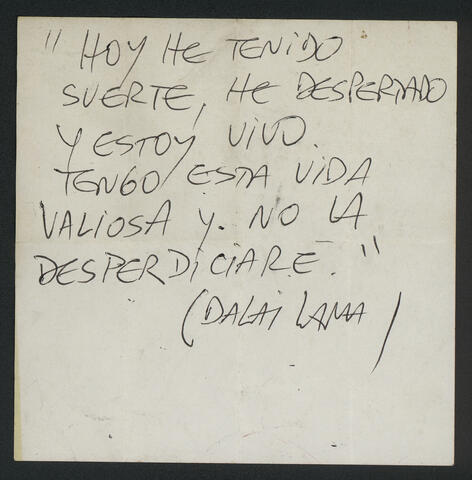 "HOY HE TENIDO
SUERTE, HE DESPERTADO
Y ESTOY VIVO.
TENGO ESTA VIDA
VALIOSA Y NO LA
DESPERDICIARE."
(DALAI LAMA)